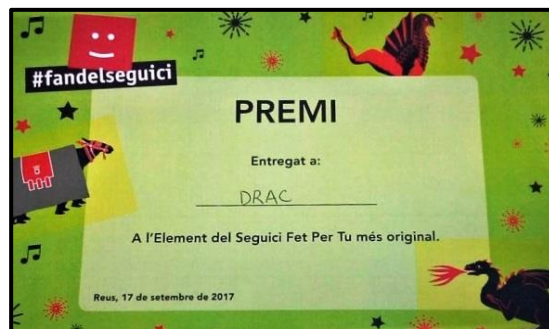 #fandelseguici
PREMI
Entregat a:
DRAC
A l'Element del Seguici Fet Per Tu més original.
Reus, 17 de setembre de 2017